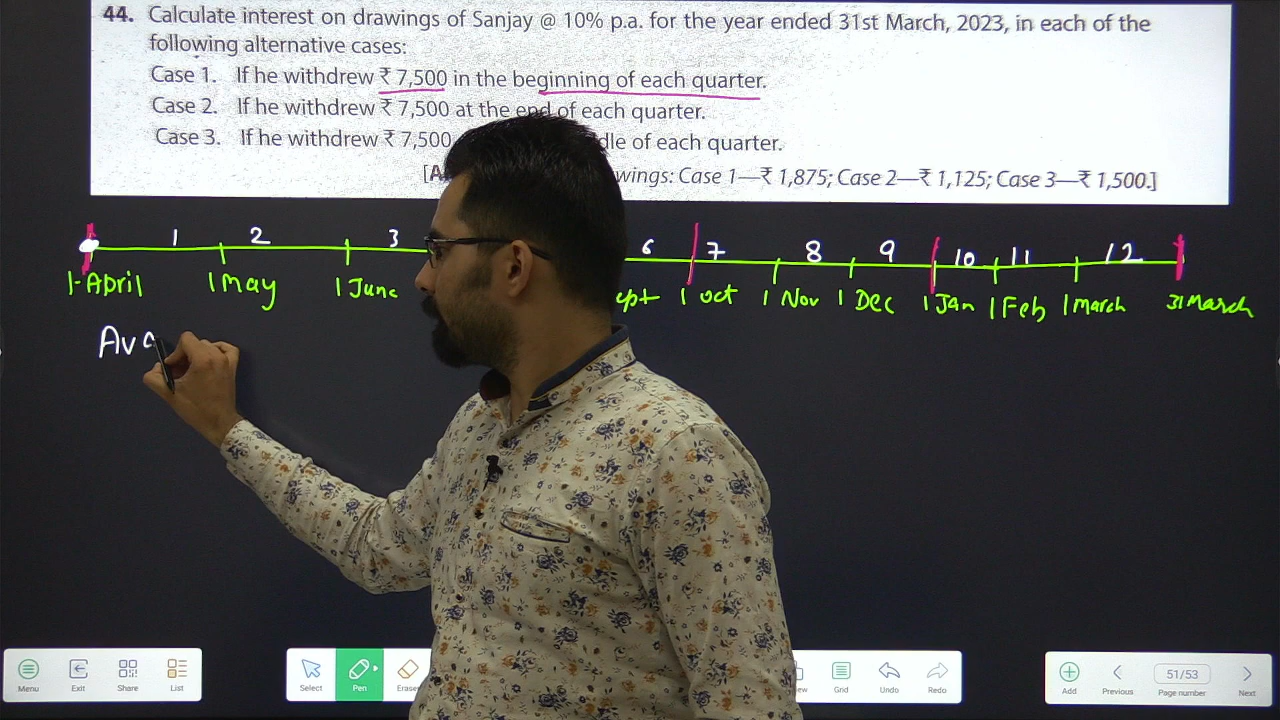 44. Calculate interest on drawings of Sanjay @ 10% p.a. for the year ended 31st March, 2023, in each of the
following alternative cases:
Case 1. If he withdrew ₹ 7,500 in the beginning of each quarter.
Case 2. If he withdrew ₹ 7,500 at the end of each quarter.
Case 3. If he withdrew ₹ 7,500 of each quarter.
Case 1—₹ 1,875; Case 2—₹ 1,125; Case 3—₹ 1,500.]
1 2 3 6 7 8 9 10 11 12
1-April 1 May 1 June 1 Oct 1 Nov 1 Dec 1 Jan 1 Feb 1 March 31 March
Menu Exit Share List Select Pen Eraser Grid Undo Redo Add Previous 51/53 Page number Next